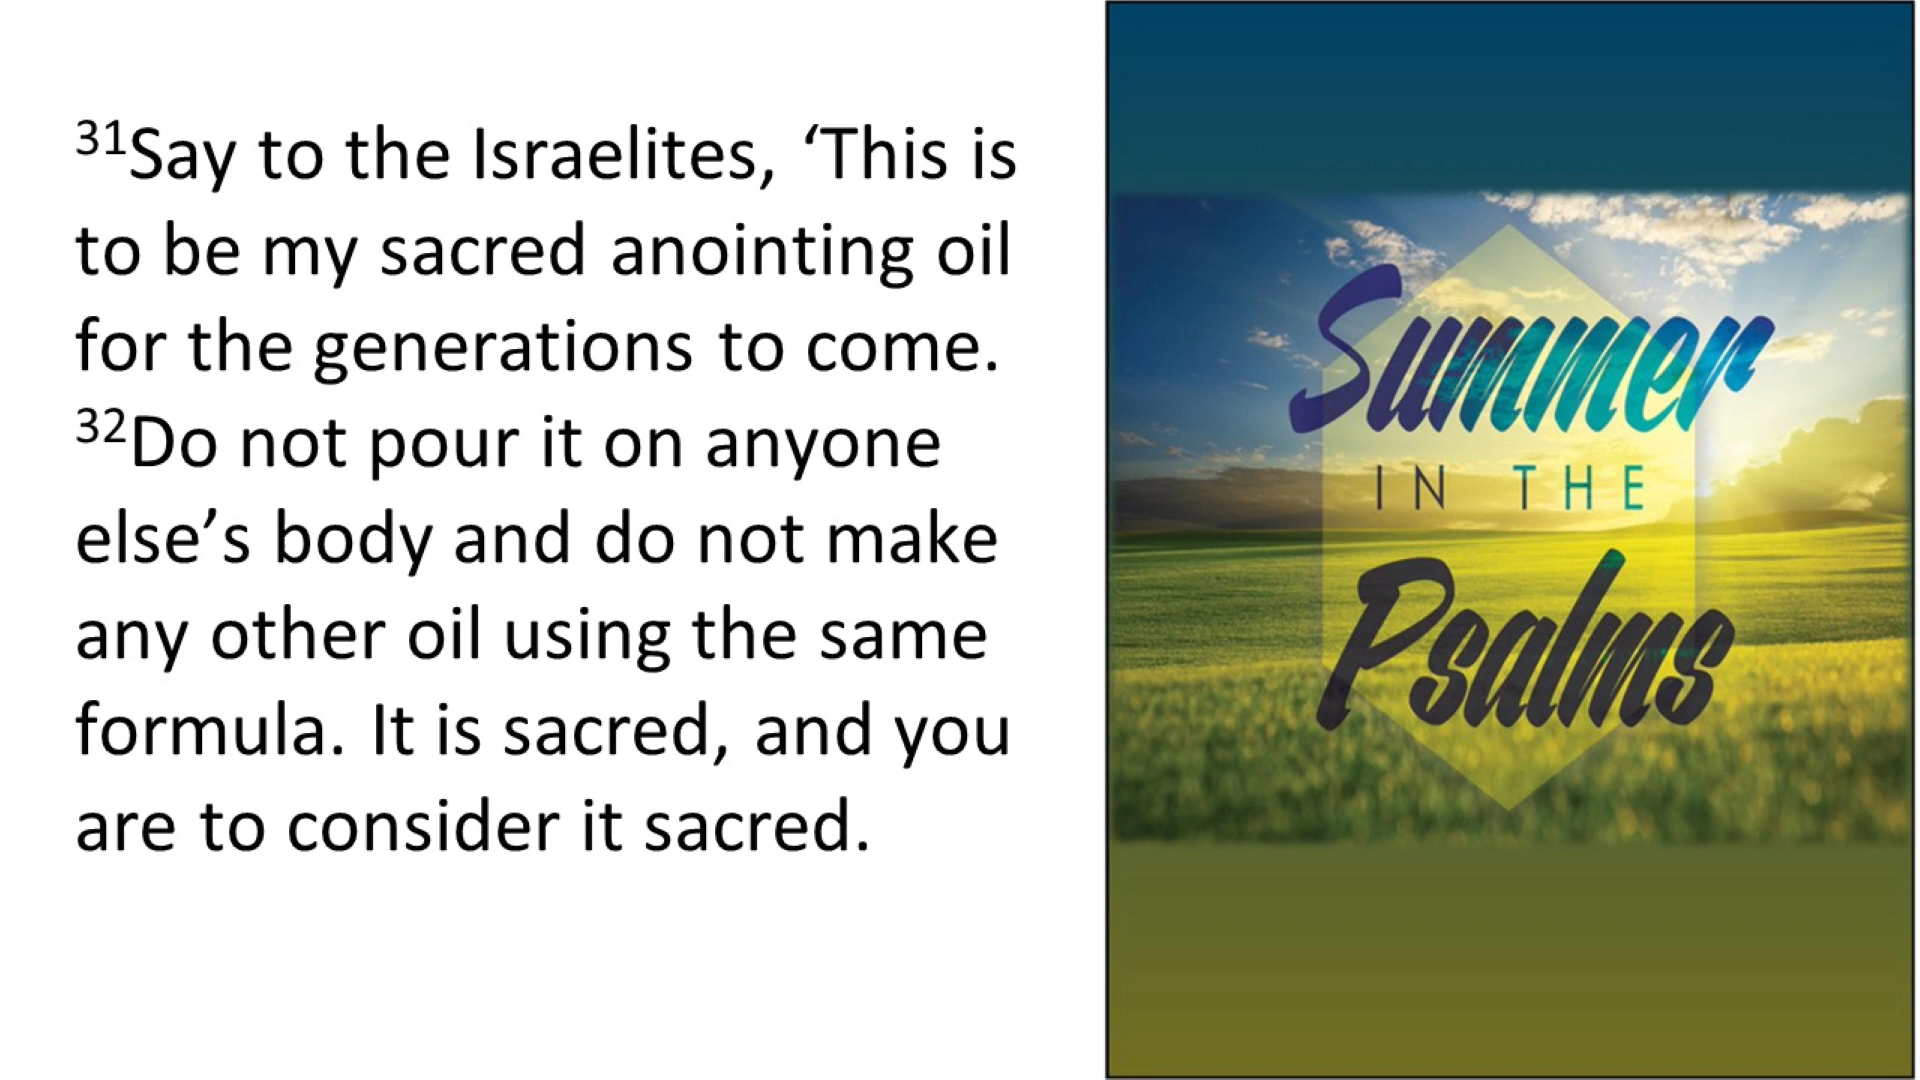 ³¹Say to the Israelites, ‘This is
to be my sacred anointing oil
for the generations to come.
³²Do not pour it on anyone
else’s body and do not make
any other oil using the same
formula. It is sacred, and you
are to consider it sacred.
Summer
IN THE
Psalms